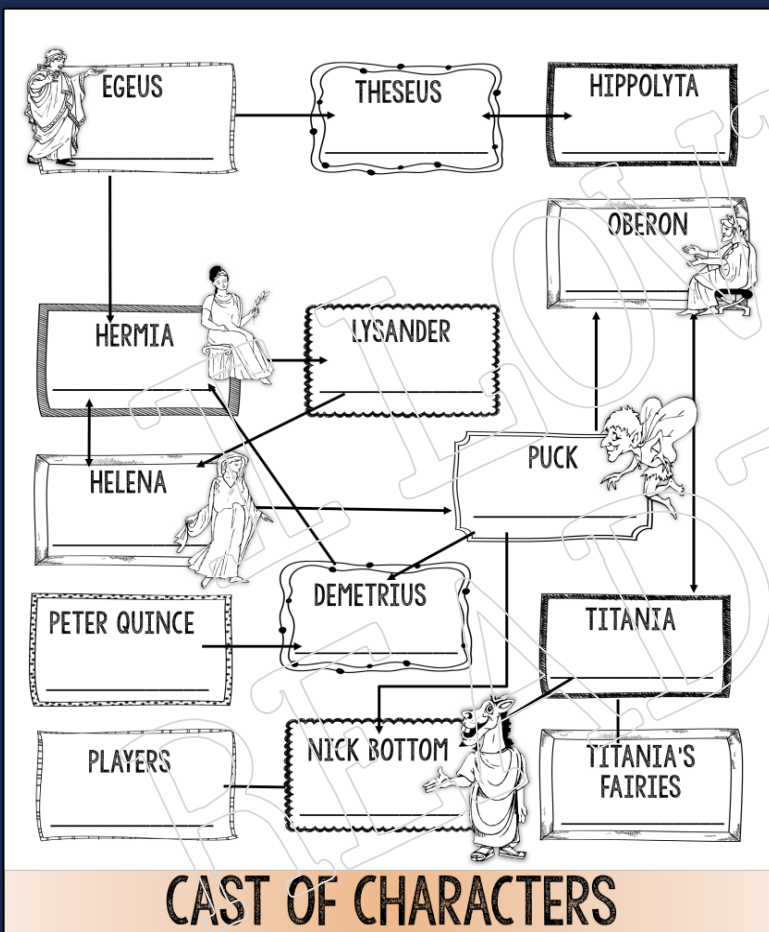 EGEUS
THESEUS
HIPPOLYTA
OBERON
HERMIA
LYSANDER
PUCK
HELENA
DEMETRIUS
PETER QUINCE
TITANIA
PLAYERS
NICK BOTTOM
TITANIA'S
FAIRIES
CAST OF CHARACTERS